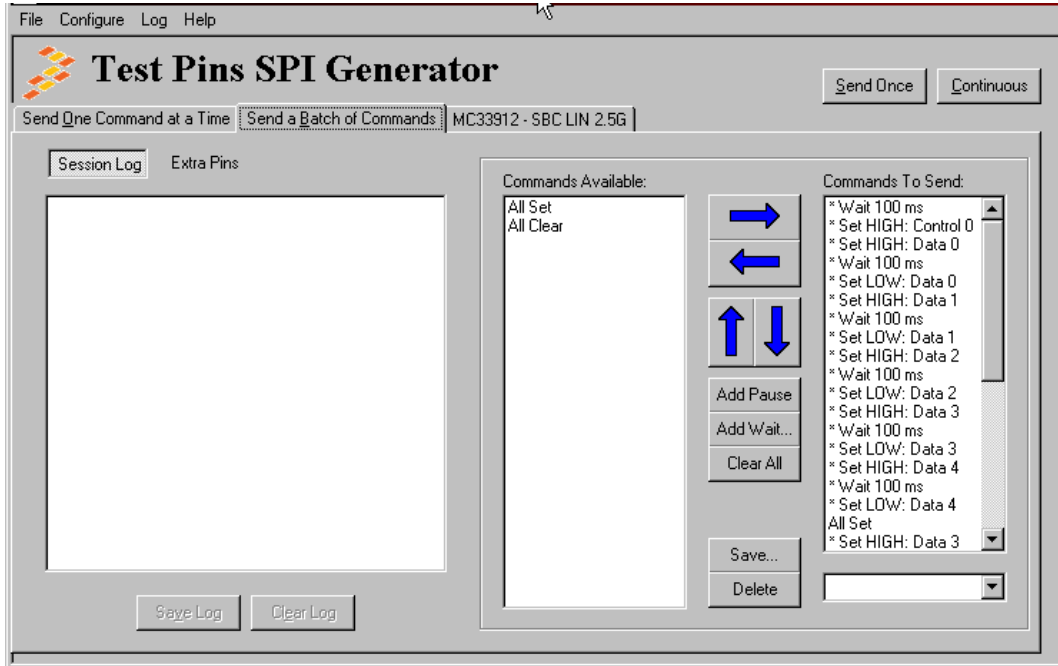 File Configure Log Help
Test Pins SPI Generator
Send Once Continuous
Send One Command at a Time Send a Batch of Commands MC33912 - SBC LIN 2.5G
Session Log Extra Pins
Commands Available:
All Set
All Clear
Add Pause
Add Wait...
Clear All
Save...
Delete
Commands To Send:
* Wait 100 ms
* Set HIGH: Control 0
* Set HIGH: Data 0
* Wait 100 ms
* Set LOW: Data 0
* Set HIGH: Data 1
* Wait 100 ms
* Set LOW: Data 1
* Set HIGH: Data 2
* Wait 100 ms
* Set LOW: Data 2
* Set HIGH: Data 3
* Wait 100 ms
* Set LOW: Data 3
* Set HIGH: Data 4
* Wait 100 ms
* Set LOW: Data 4
All Set
* Set HIGH: Data 3
Save Log Clear Log